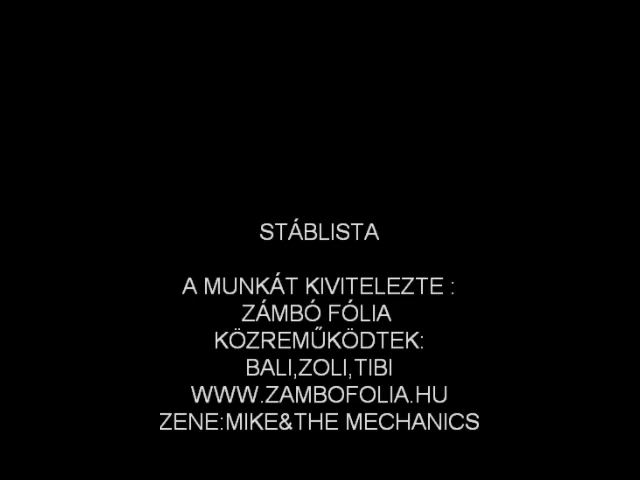 STÁBLISTA
A MUNKÁT KIVITELEZTE :
ZÁMBÓ FÓLIA
KÖZREMŰKÖDTEK:
BALI,ZOLI,TIBI
WWW.ZAMBOFOLIA.HU
ZENE:MIKE&THE MECHANICS